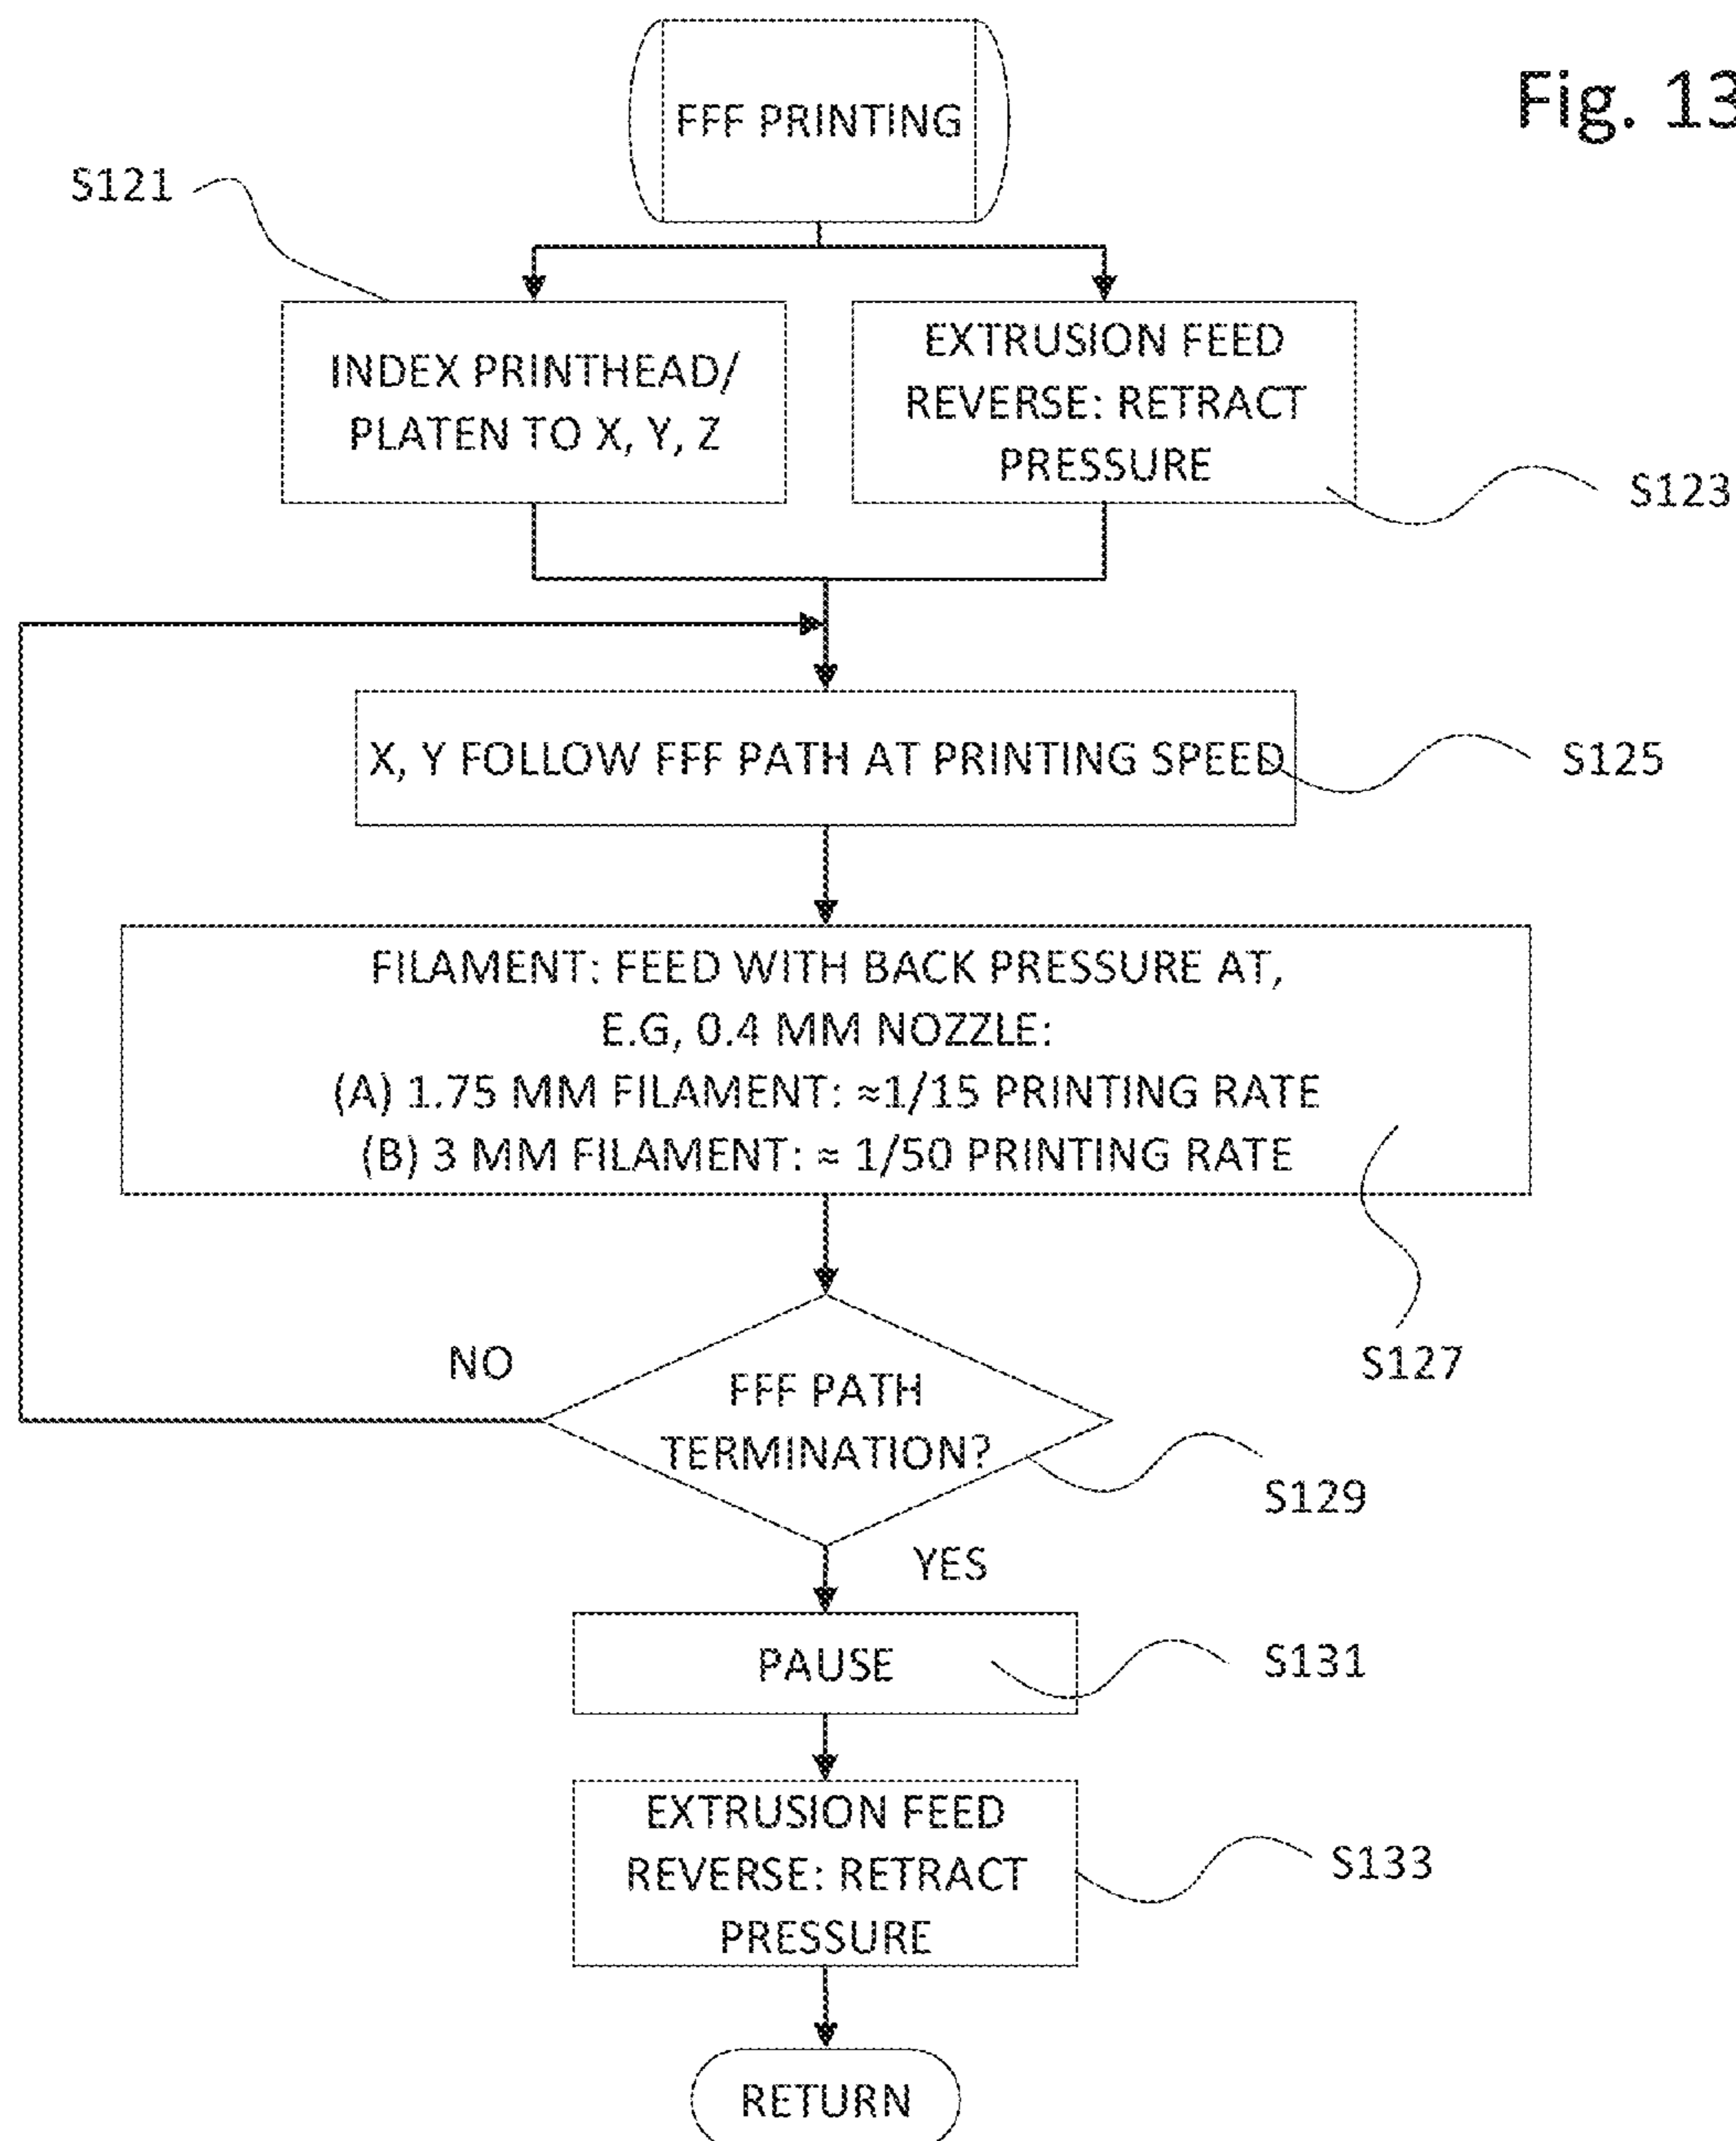 Fig. 13
FFF PRINTING
S121
INDEX PRINTHEAD/
PLATEN TO X, Y, Z
EXTRUSION FEED
REVERSE: RETRACT
PRESSURE
S123
X, Y FOLLOW FFF PATH AT PRINTING SPEED
S125
FILAMENT: FEED WITH BACK PRESSURE AT,
E.G, 0.4 MM NOZZLE:
(A) 1.75 MM FILAMENT: ≈1/15 PRINTING RATE
(B) 3 MM FILAMENT: ≈ 1/50 PRINTING RATE
S127
NO
FFF PATH
TERMINATION?
S129
YES
PAUSE
S131
EXTRUSION FEED
REVERSE: RETRACT
PRESSURE
S133
RETURN